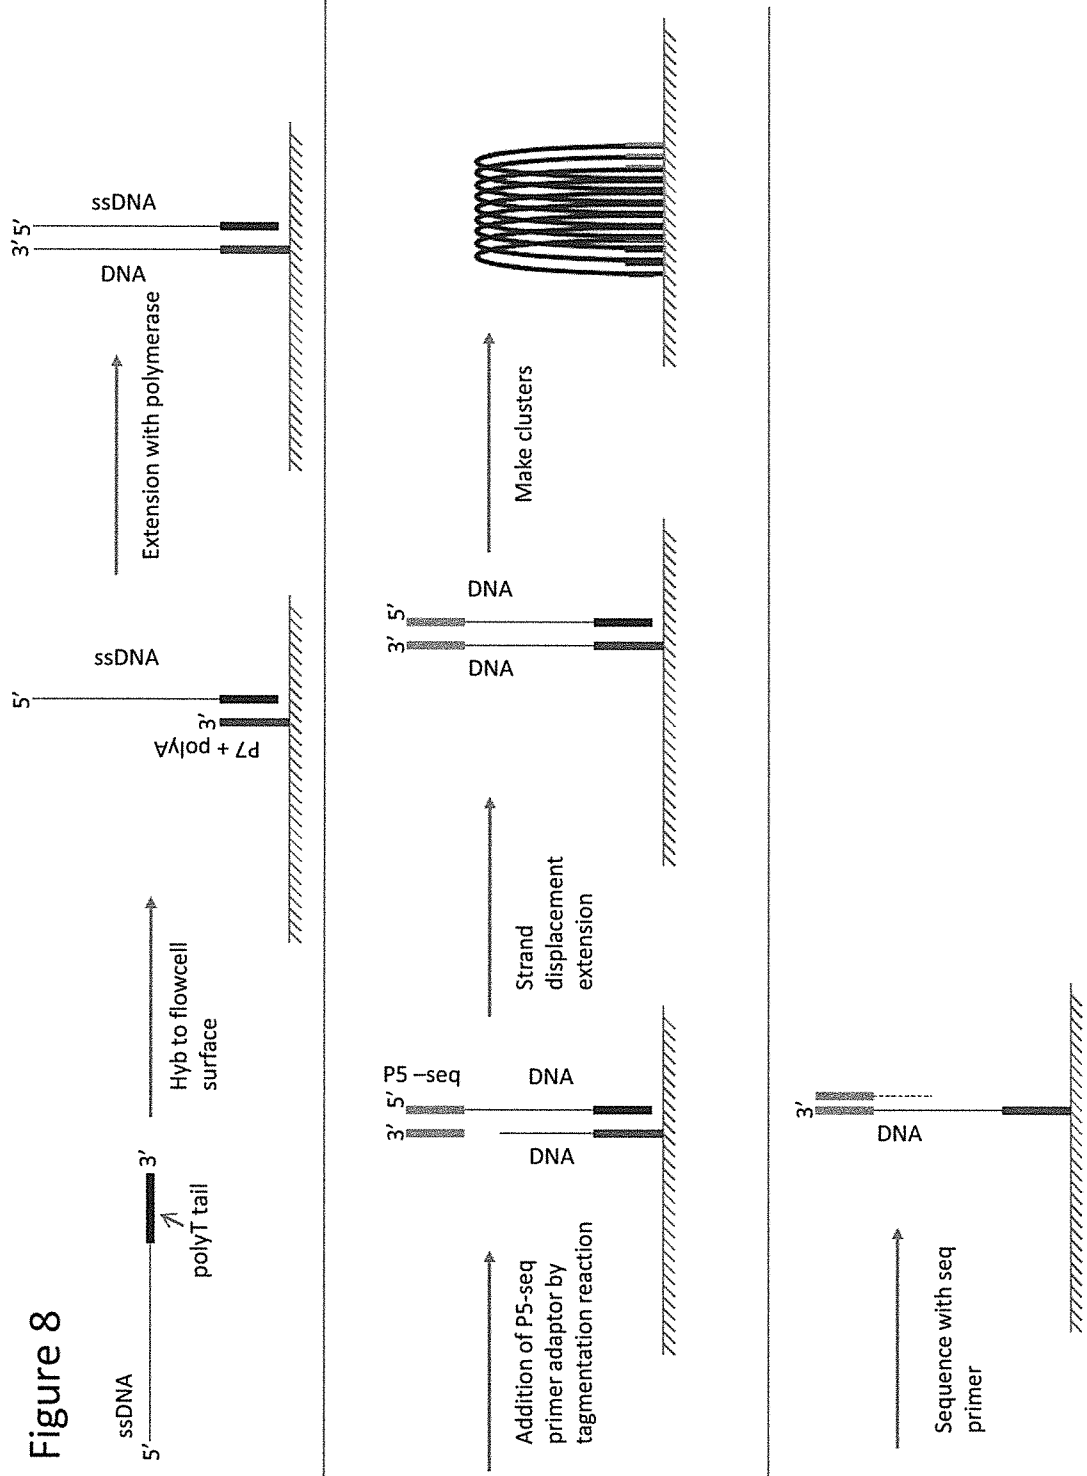 Figure 8
ssDNA
5'
3'
polyT tail
Hyb to flowcell
surface
5'
ssDNA
3'
P7 + polyA
Extension with polymerase
3' 5'
ssDNA
DNA
Addition of P5-seq
primer adaptor by
tagmentation reaction
P5 –seq
3' 5'
DNA
DNA
Strand
displacement
extension
3' 5'
DNA
DNA
Make clusters
Sequence with seq
primer
3'
DNA